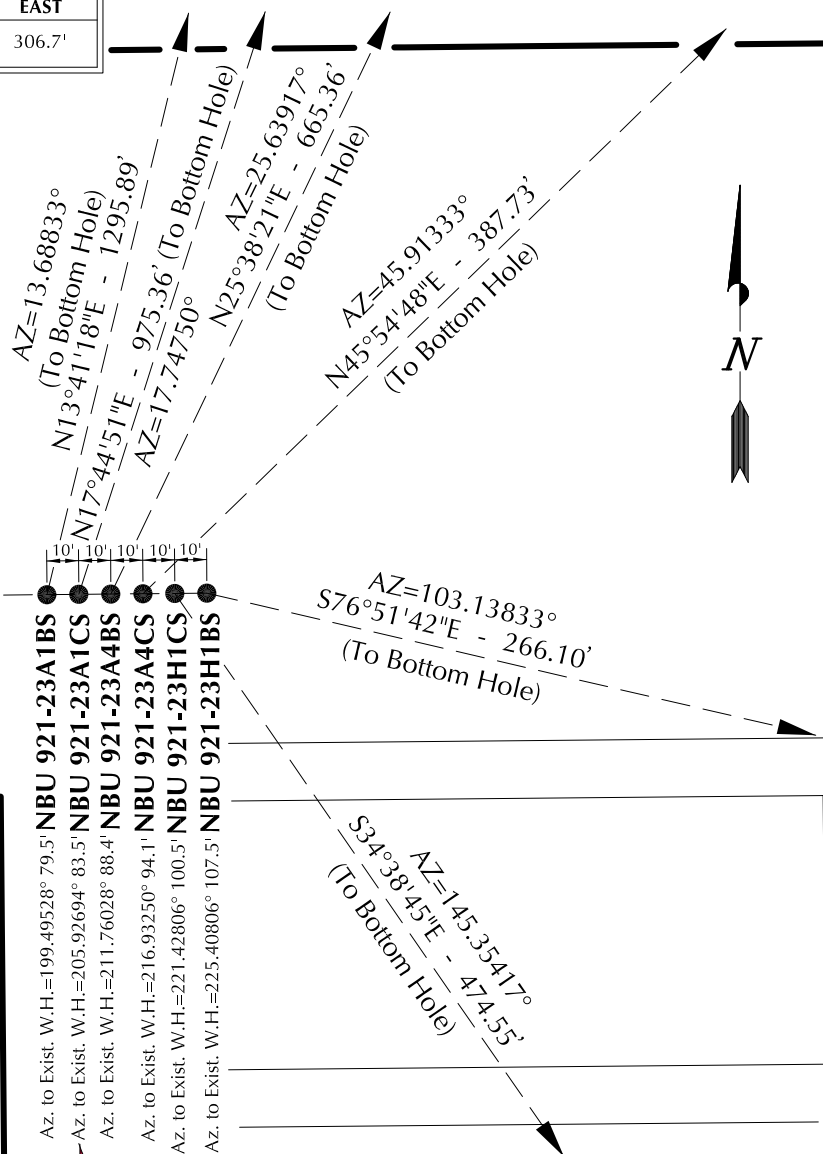 EAST
306.7'
AZ=13.68833°
(To Bottom Hole)
N13°41'18"E - 1295.89'
N17°44'51"E - 975.36' (To Bottom Hole)
AZ=17.74750°
AZ=25.63917°
N25°38'21"E - 665.36'
(To Bottom Hole)
AZ=45.91333°
N45°54'48"E - 387.73'
(To Bottom Hole)
N
10'
10'
10'
10'
10'
AZ=103.13833°
S76°51'42"E - 266.10'
(To Bottom Hole)
AZ=145.35417°
S34°38'45"E - 474.55'
(To Bottom Hole)
Az. to Exist. W.H.=199.49528° 79.5' NBU 921-23A1BS
Az. to Exist. W.H.=205.92694° 83.5' NBU 921-23A1CS
Az. to Exist. W.H.=211.76028° 88.4' NBU 921-23A4BS
Az. to Exist. W.H.=216.93250° 94.1' NBU 921-23A4CS
Az. to Exist. W.H.=221.42806° 100.5' NBU 921-23H1CS
Az. to Exist. W.H.=225.40806° 107.5' NBU 921-23H1BS